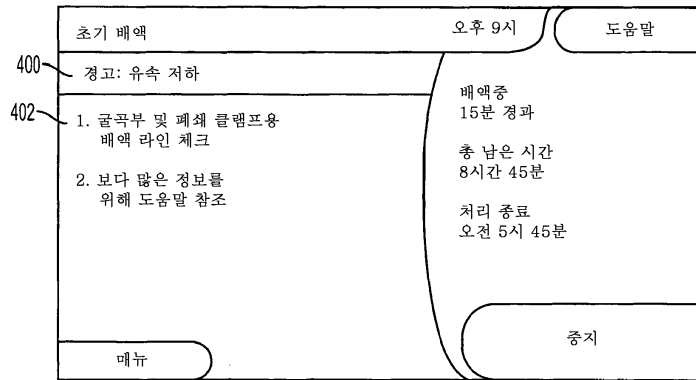 초기 배액
오후 9시
도움말
400
경고: 유속 저하
402
1. 굴곡부 및 폐쇄 클램프용
배액 라인 체크
2. 보다 많은 정보를
위해 도움말 참조
배액중
15분 경과
총 남은 시간
8시간 45분
처리 종료
오전 5시 45분
매뉴
중지